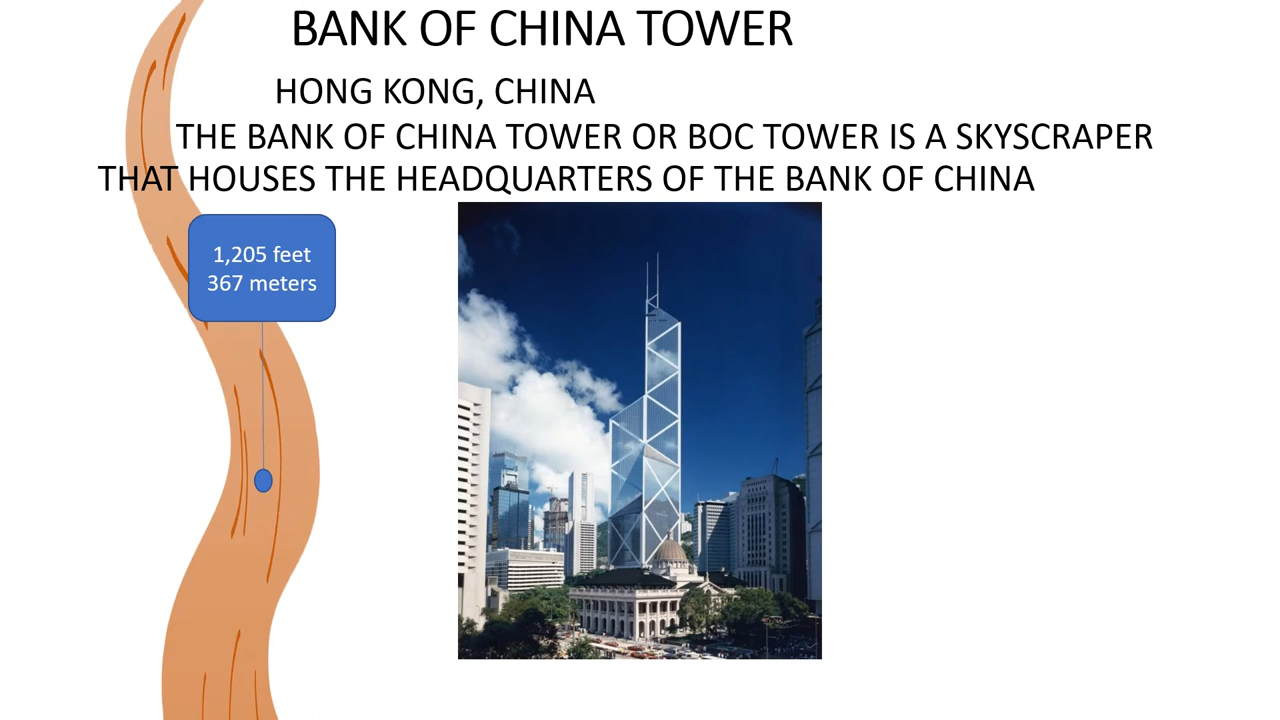 BANK OF CHINA TOWER
HONG KONG, CHINA
THE BANK OF CHINA TOWER OR BOC TOWER IS A SKYSCRAPER
THAT HOUSES THE HEADQUARTERS OF THE BANK OF CHINA
1,205 feet
367 meters